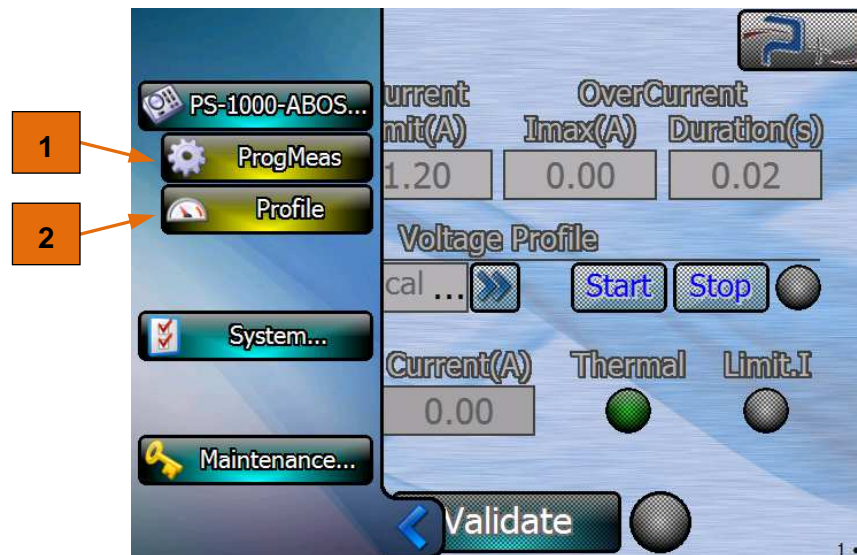 1
2
PS-1000-ABOS...
ProgMeas
Profile
System...
Maintenance...
urrent OverCurrent
mit(A) Imax(A) Duration(s)
1.20 0.00 0.02
Voltage Profile
cal ... Start Stop
Current(A) Thermal Limit.I
0.00
Validate
1